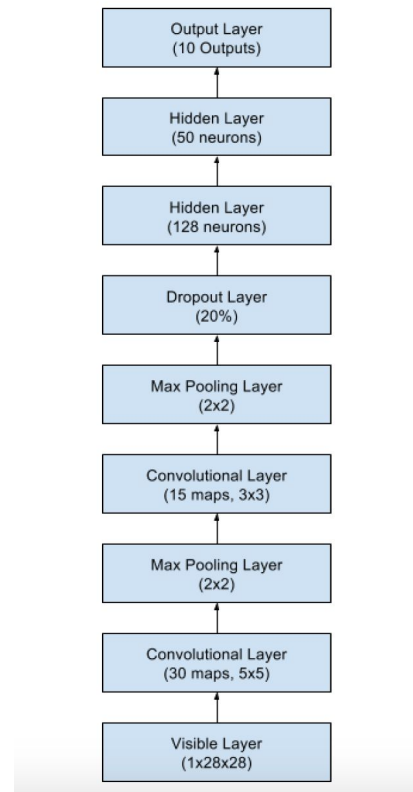 Output Layer
(10 Outputs)
Hidden Layer
(50 neurons)
Hidden Layer
(128 neurons)
Dropout Layer
(20%)
Max Pooling Layer
(2x2)
Convolutional Layer
(15 maps, 3x3)
Max Pooling Layer
(2x2)
Convolutional Layer
(30 maps, 5x5)
Visible Layer
(1x28x28)